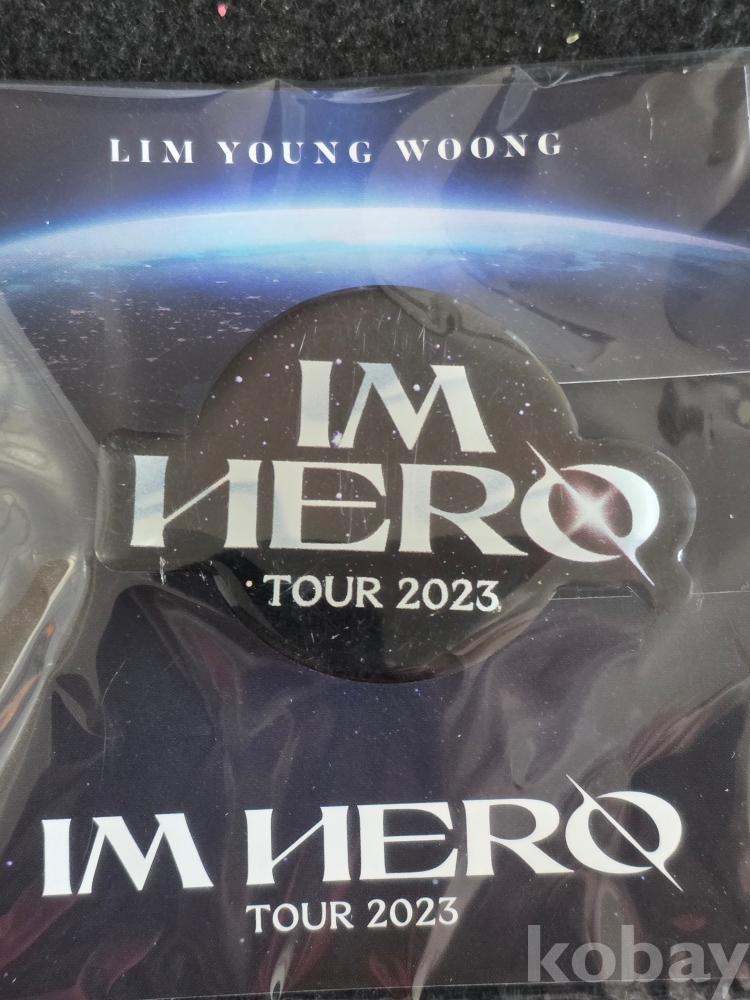 LIM YOUNG WOONG
IM
HERO
TOUR 2023
IM HERO
TOUR 2023
kobay